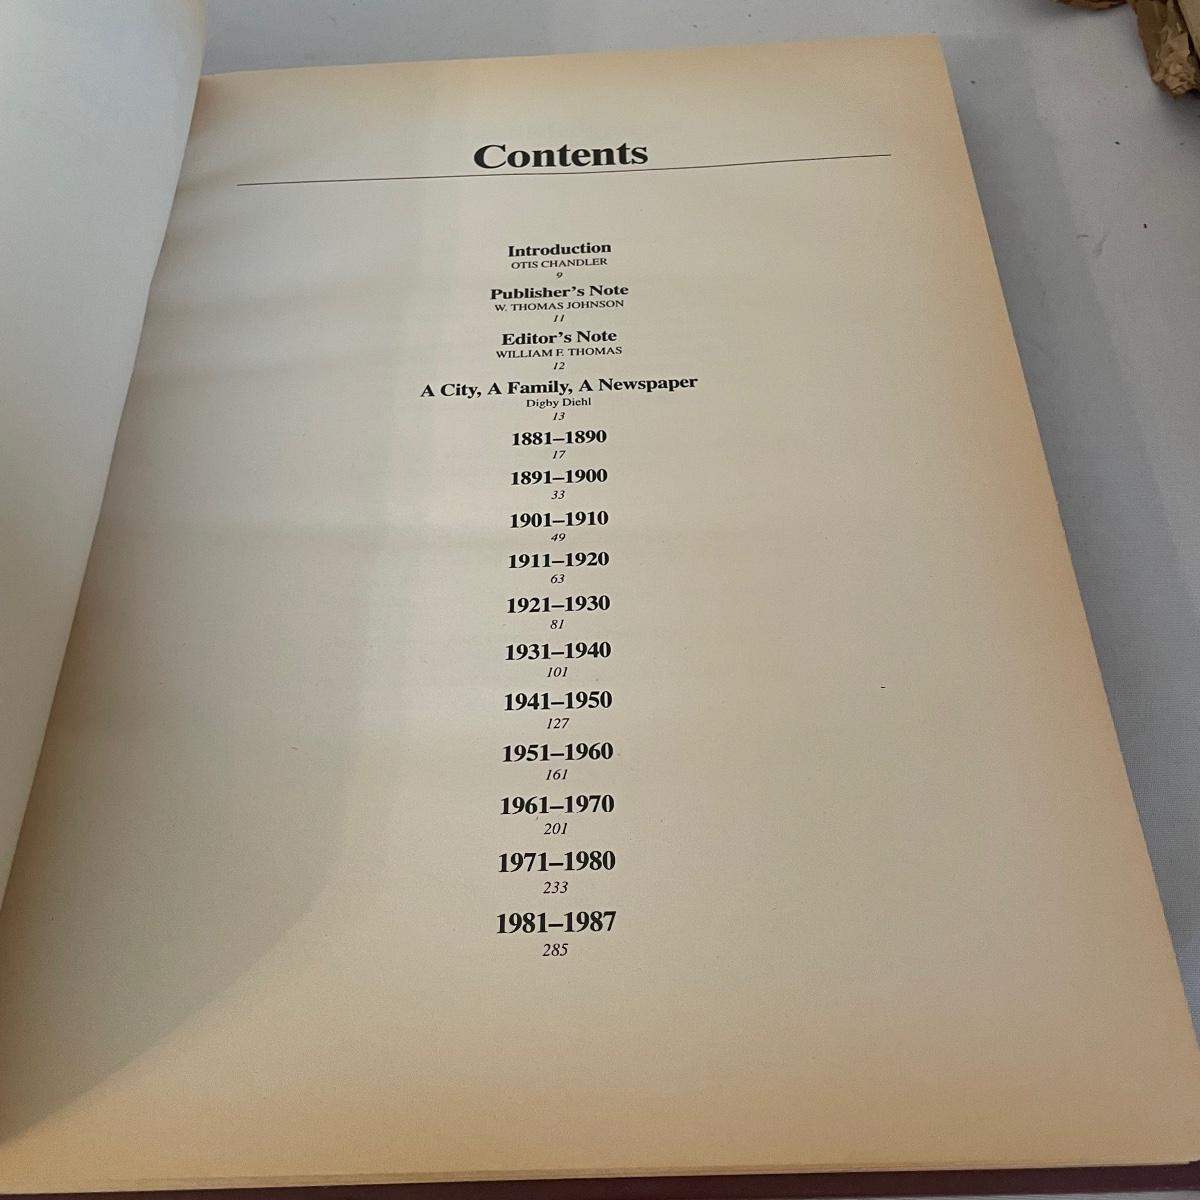 Contents
Introduction
OTIS CHANDLER
9
Publisher's Note
W. THOMAS JOHNSON
11
Editor's Note
WILLIAM F. THOMAS
12
A City, A Family, A Newspaper
Digby Diehl
13
1881–1890
17
1891–1900
33
1901–1910
49
1911–1920
63
1921–1930
81
1931–1940
101
1941–1950
127
1951–1960
161
1961–1970
201
1971–1980
233
1981–1987
285